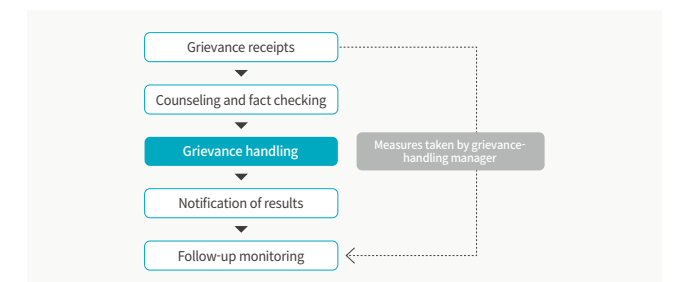 Grievance receipts
Counseling and fact checking
Grievance handling
Measures taken by grievance-
handling manager
Notification of results
Follow-up monitoring